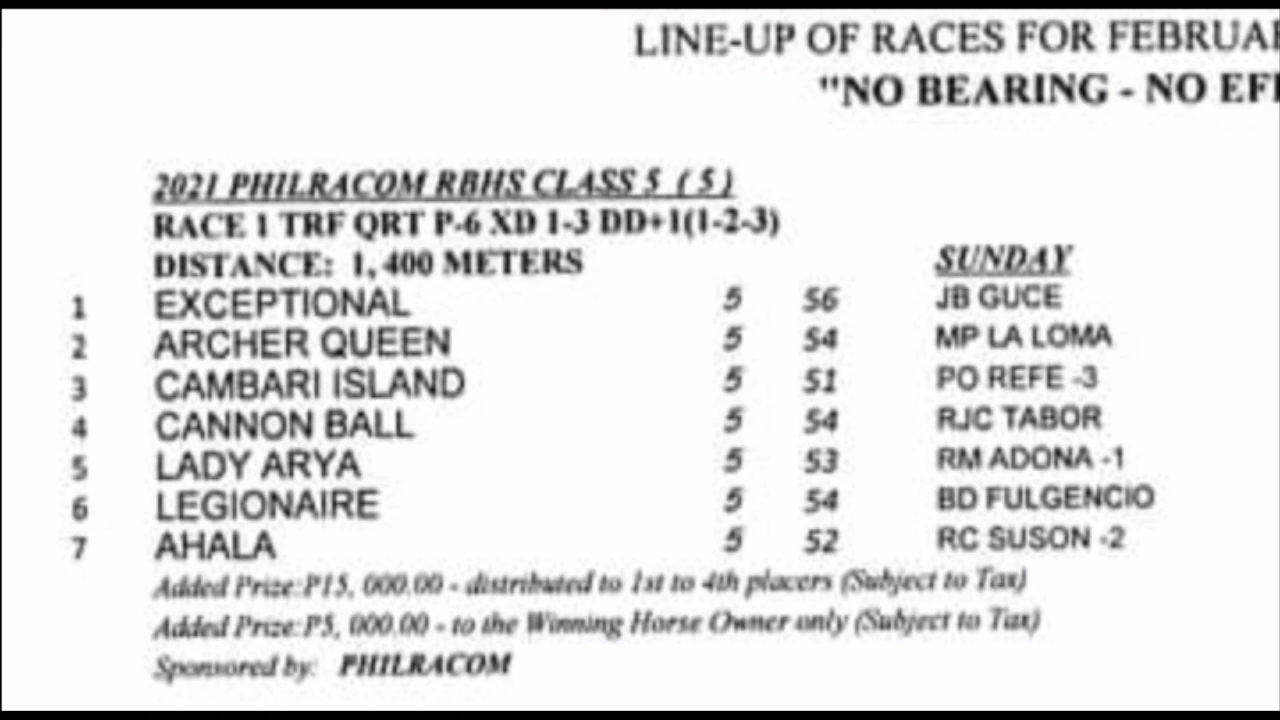 LINE-UP OF RACES FOR FEBRUAR
"NO BEARING - NO EFF
2021 PHILRACOM RBHS CLASS 5 ( 5 )
RACE 1 TRF QRT P-6 XD 1-3 DD+1(1-2-3)
DISTANCE: 1, 400 METERS SUNDAY
1 EXCEPTIONAL 5 56 JB GUCE
2 ARCHER QUEEN 5 54 MP LA LOMA
3 CAMBARI ISLAND 5 51 PO REFE -3
4 CANNON BALL 5 54 RJC TABOR
5 LADY ARYA 5 53 RM ADONA -1
6 LEGIONAIRE 5 54 BD FULGENCIO
7 AHALA 5 52 RC SUSON -2
Added Prize:P15, 000.00 - distributed to 1st to 4th placers (Subject to Tax)
Added Prize:P5, 000.00 - to the Winning Horse Owner only (Subject to Tax)
Sponsored by: PHILRACOM